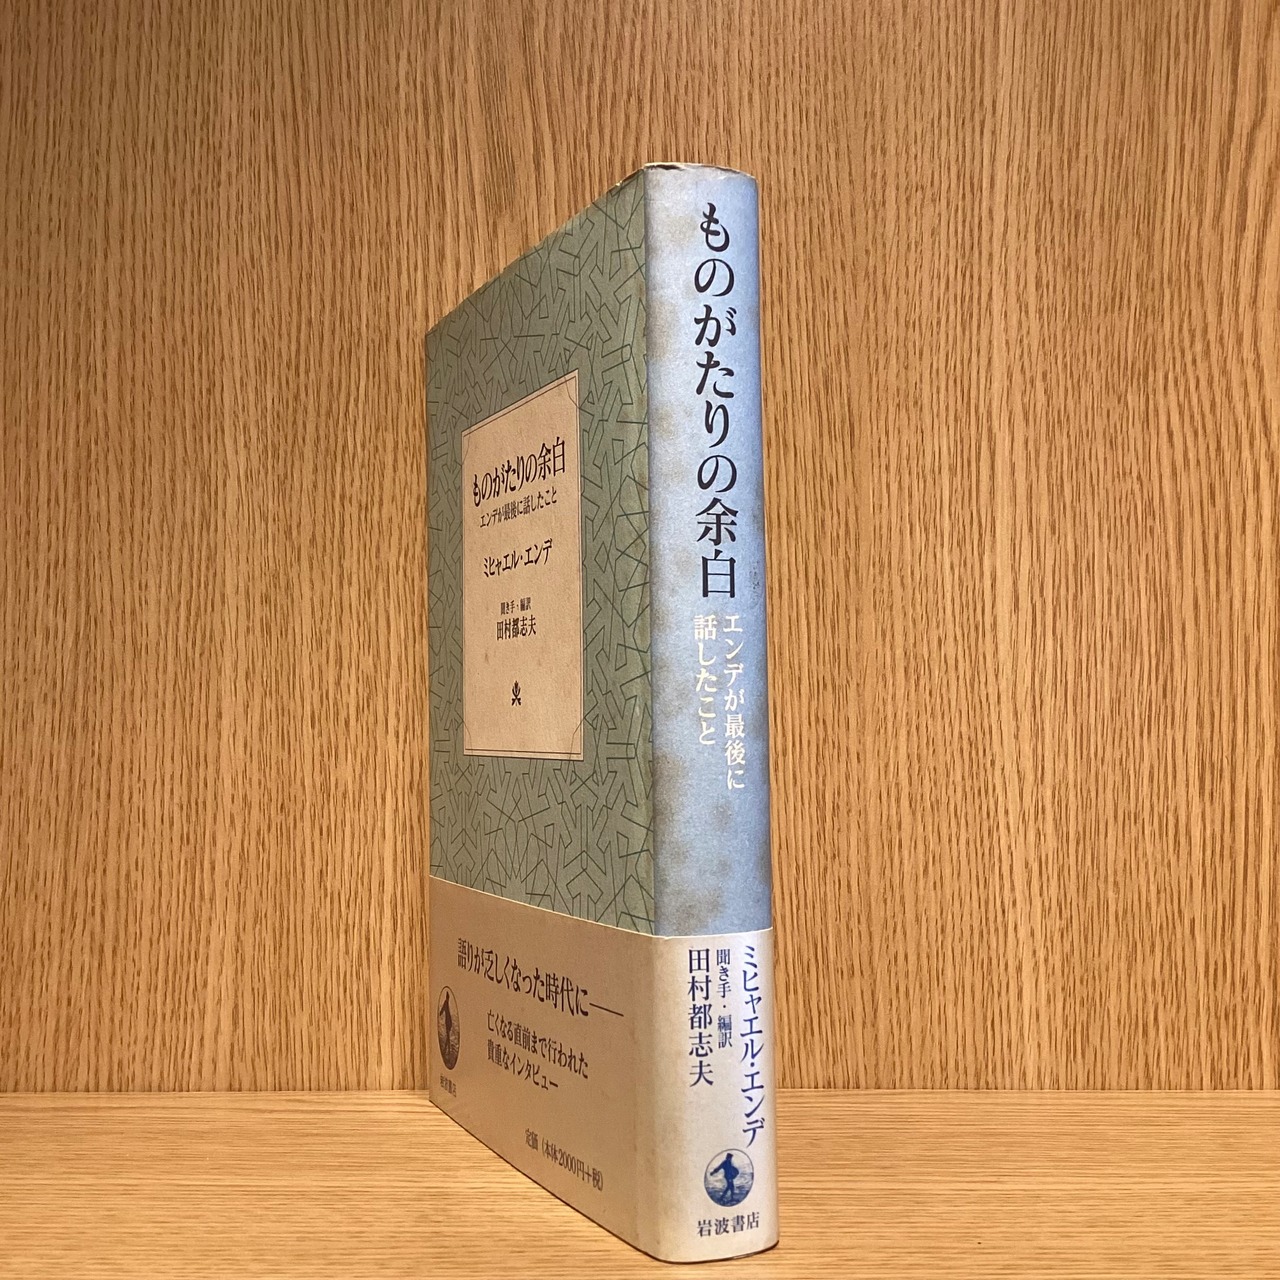 ものがたりの余白
エンデが最後に話したこと
ミヒャエル・エンデ
聞き手・編訳
田村都志夫
語りが乏しくなった時代に——
亡くなる直前まで行われた
貴重なインタビュー
岩波書店
定価(本体2000円+税)
ものがたりの余白
エンデが最後に
話したこと
ミヒャエル・エンデ
聞き手・編訳
田村都志夫
岩波書店